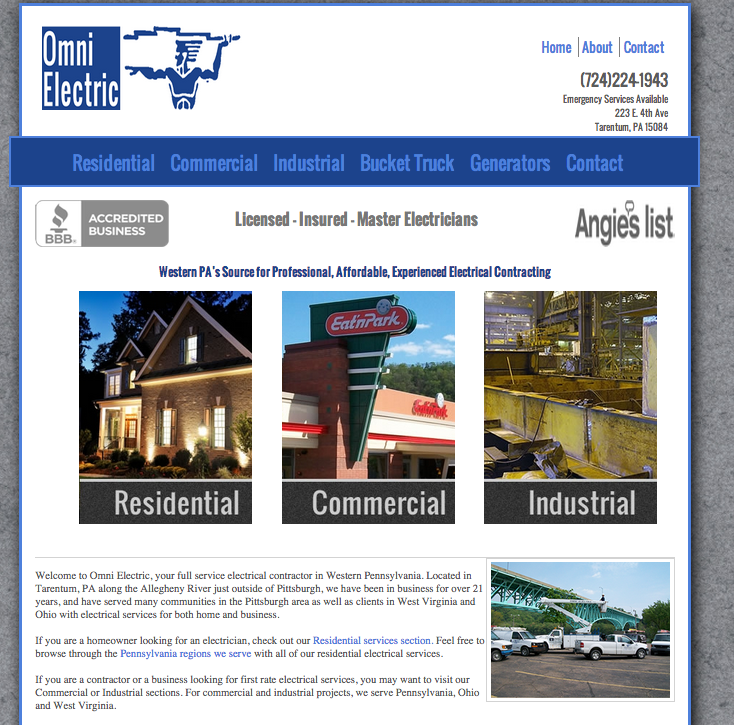 Omni
Electric
Home About Contact
(724)224-1943
Emergency Services Available
223 E. 4th Ave
Tarentum, PA 15084
Residential Commercial Industrial Bucket Truck Generators Contact
BBB.
ACCREDITED
BUSINESS
Licensed - Insured - Master Electricians
Angie's list
Western PA's Source for Professional, Affordable, Experienced Electrical Contracting
Eat'nPark
Eat'nPark
Residential
Commercial
Industrial
Welcome to Omni Electric, your full service electrical contractor in Western Pennsylvania. Located in
Tarentum, PA along the Allegheny River just outside of Pittsburgh, we have been in business for over 21
years, and have served many communities in the Pittsburgh area as well as clients in West Virginia and
Ohio with electrical services for both home and business.
If you are a homeowner looking for an electrician, check out our Residential services section. Feel free to
browse through the Pennsylvania regions we serve with all of our residential electrical services.
If you are a contractor or a business looking for first rate electrical services, you may want to visit our
Commercial or Industrial sections. For commercial and industrial projects, we serve Pennsylvania, Ohio
and West Virginia.